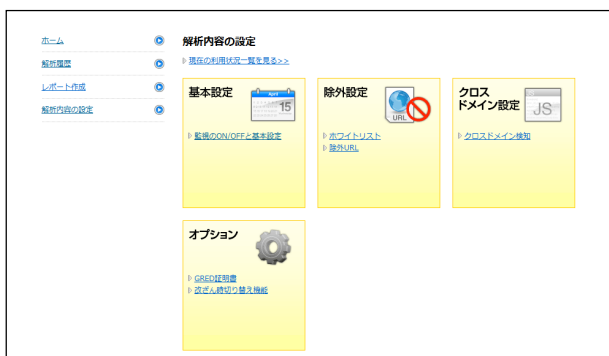 ホーム
解析履歴
レポート作成
解析内容の設定
解析内容の設定
現在の利用状況一覧を見る>>
基本設定
April
15
監視のON/OFFと基本設定
除外設定
URL
ホワイトリスト
除外URL
クロス
ドメイン設定
JS
クロスドメイン検知
オプション
GRED証明書
改ざん時切り替え機能